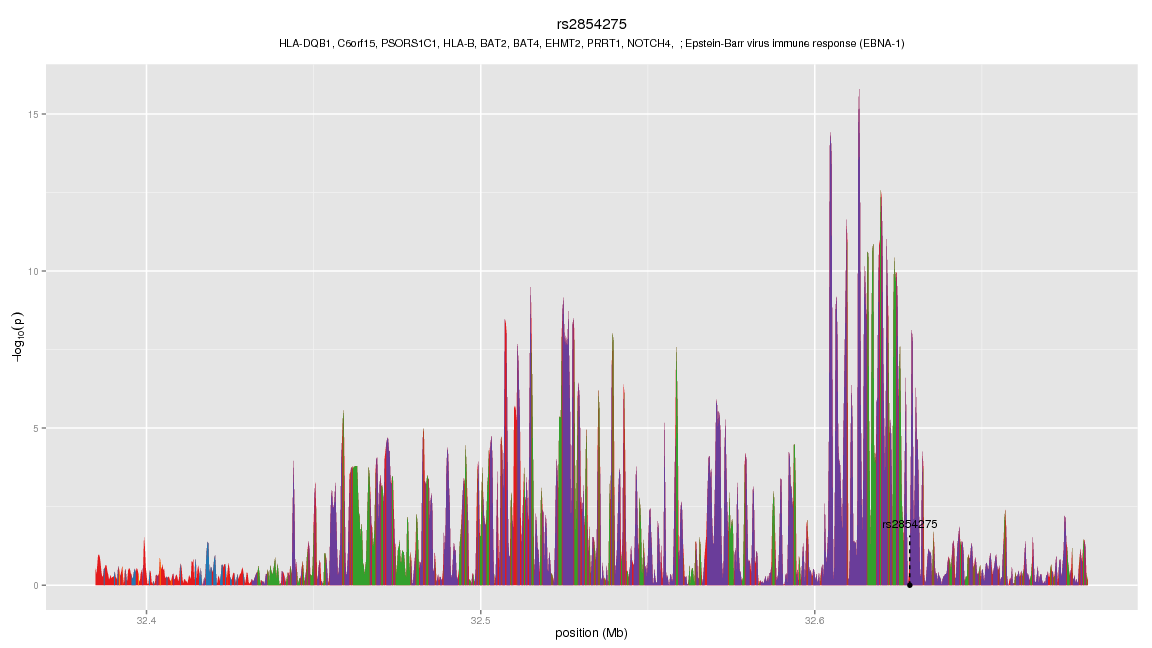 rs2854275
HLA-DQB1, C6orf15, PSORS1C1, HLA-B, BAT2, BAT4, EHMT2, PRRT1, NOTCH4, ; Epstein-Barr virus immune response (EBNA-1)
15
10
5
0
−log10(p)
rs2854275
32.4
32.5
32.6
position (Mb)